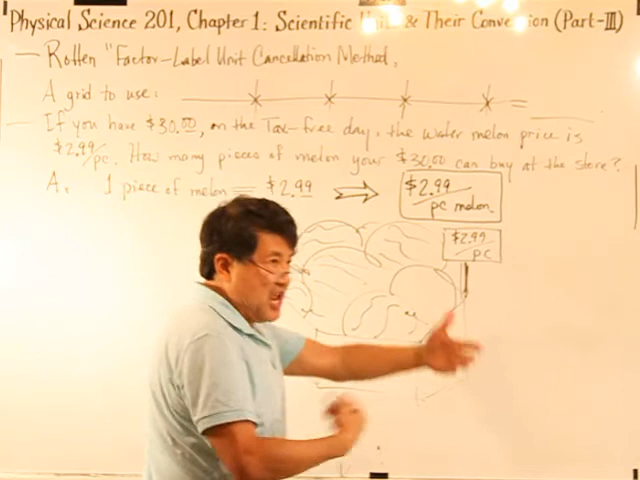 Physical Science 201, Chapter 1: Scientific & Their Conversion (Part-III)
— Rotten "Factor-Label Unit Cancellation Method.
A grid to use: =
— If you have $30.00, on the Tax-free day, the water melon price is
$2.99/pc. How many pieces of melon your $30.00 can buy at the store?
A. 1 piece of melon = $2.99 ⇒ $2.99/pc melon
$2.99/pc